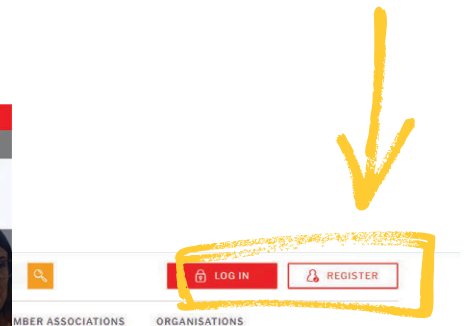 LOG IN
REGISTER
MBER ASSOCIATIONS ORGANISATIONS